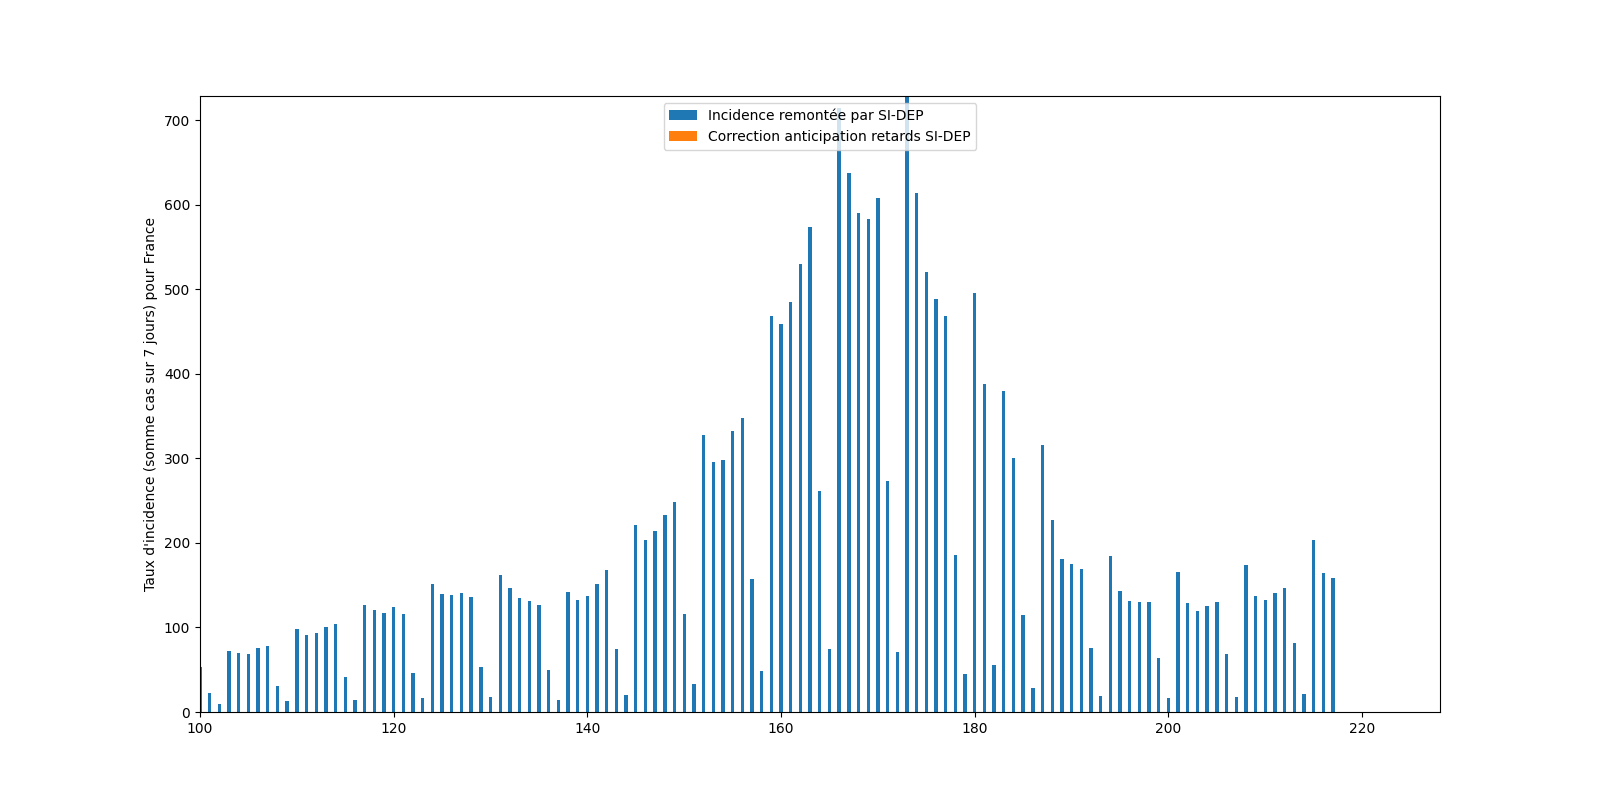 Incidence remontée par SI-DEP
Correction anticipation retards SI-DEP
Taux d'incidence (somme cas sur 7 jours) pour France
700
600
500
400
300
200
100
0
100 120 140 160 180 200 220